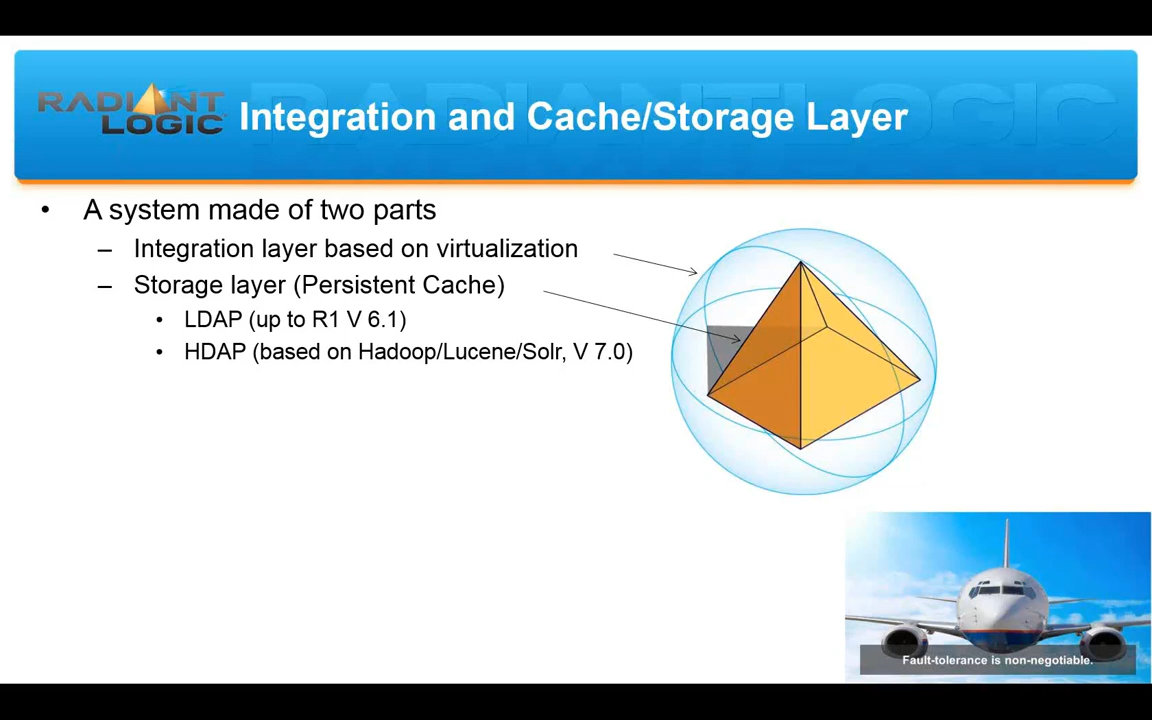 RADIANT
LOGIC
RADIANTLOGIC
Integration and Cache/Storage Layer
• A system made of two parts
– Integration layer based on virtualization
– Storage layer (Persistent Cache)
• LDAP (up to R1 V 6.1)
• HDAP (based on Hadoop/Lucene/Solr, V 7.0)
Fault-tolerance is non-negotiable.